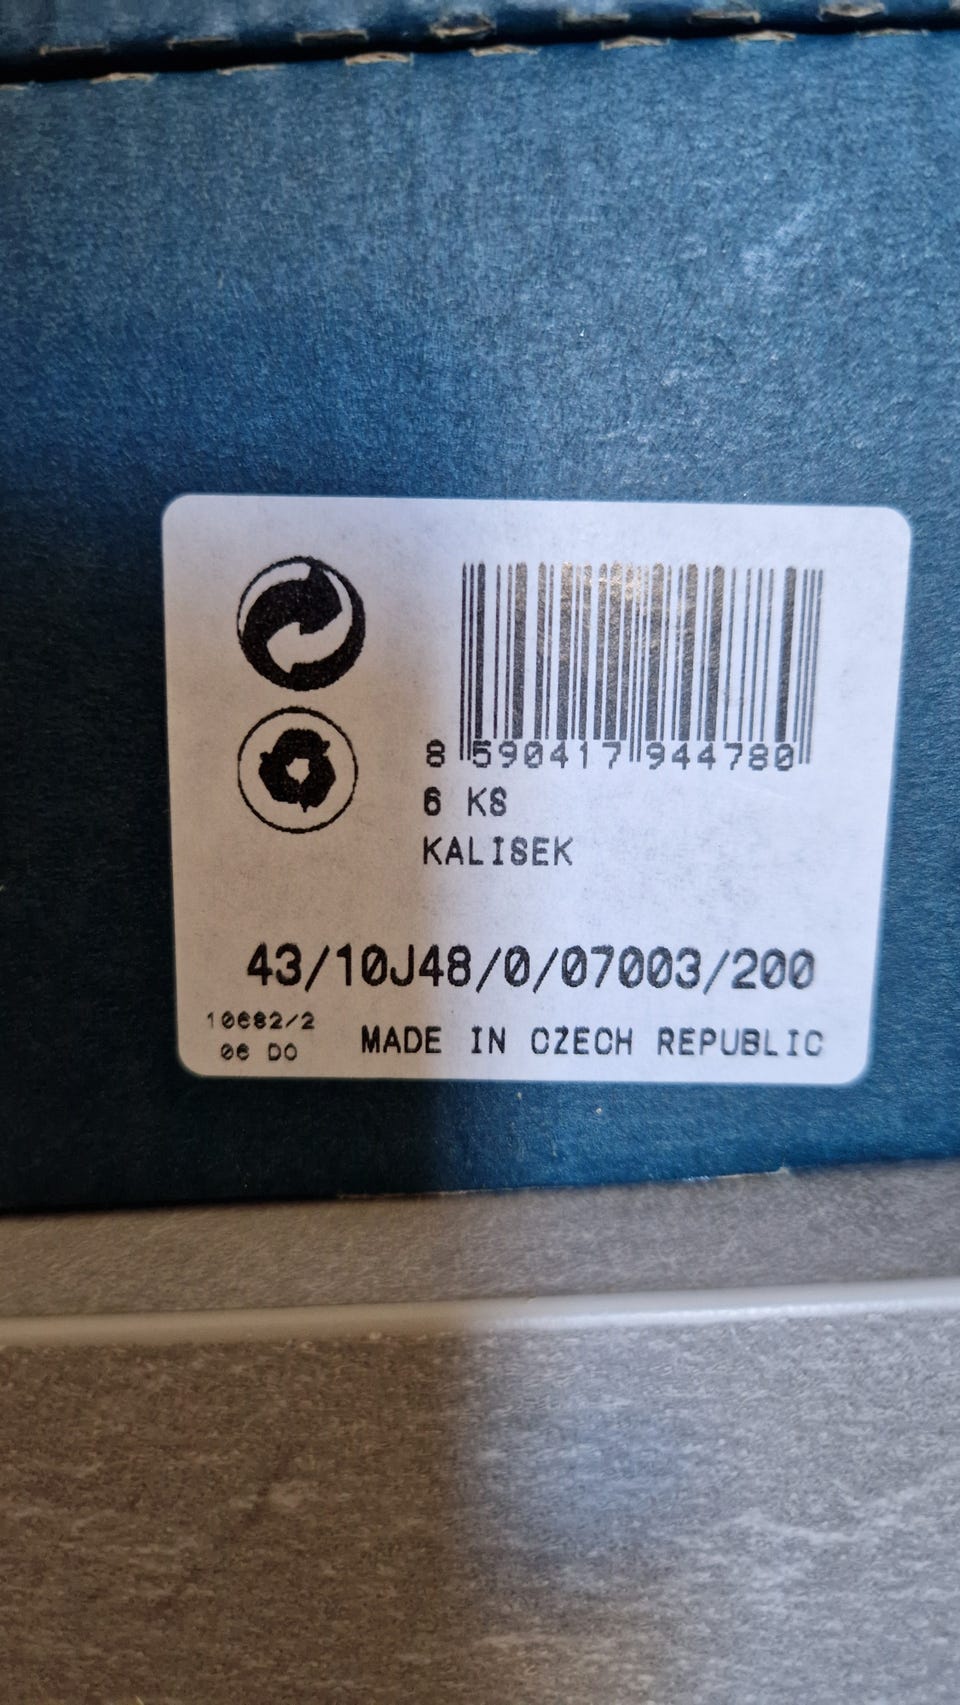 8 590417 944780
6 KS
KALISEK
43/10J48/0/07003/200
10682/2
06 DO
MADE IN CZECH REPUBLIC